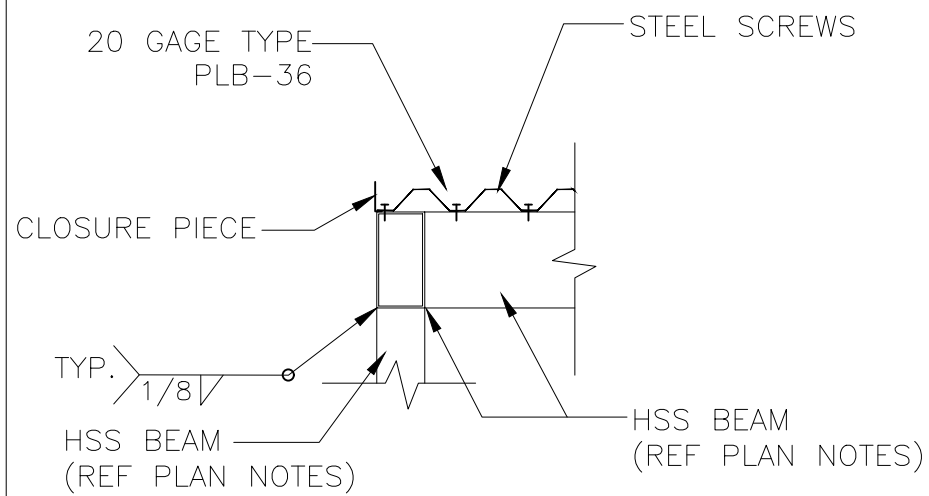 20 GAGE TYPE
PLB-36
STEEL SCREWS
CLOSURE PIECE
TYP.
1/8
HSS BEAM
(REF PLAN NOTES)
HSS BEAM
(REF PLAN NOTES)